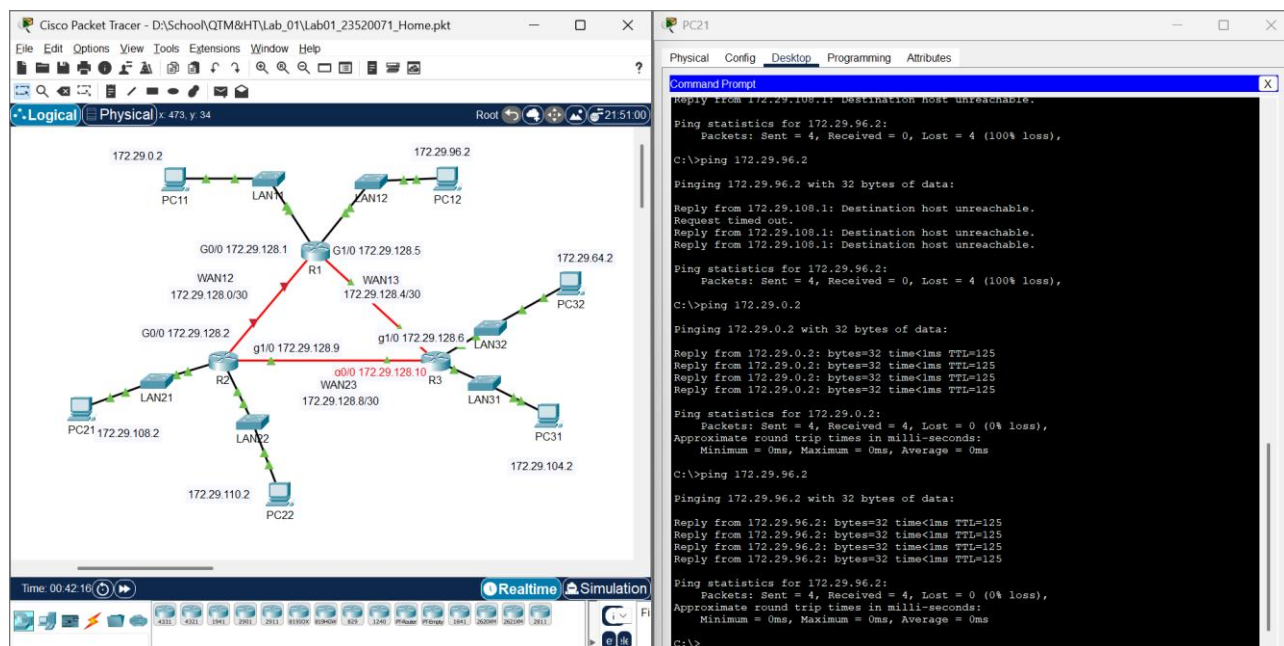 Cisco Packet Tracer - D:\School\QTM&HT\Lab_01\Lab01_23520071_Home.pkt
File Edit Options View Tools Extensions Window Help
?
Logical Physical x: 473, y: 34 Root 21:51:00
172.29.0.2
172.29.96.2
PC11
LAN11
LAN12
PC12
G0/0 172.29.128.1
G1/0 172.29.128.5
R1
172.29.64.2
WAN12
172.29.128.0/30
WAN13
172.29.128.4/30
PC32
G0/0 172.29.128.2
g1/0 172.29.128.6
LAN32
g1/0 172.29.128.9
R2
172.29.128.10
R3
WAN23
172.29.128.8/30
LAN21
LAN31
PC21
172.29.108.2
LAN22
PC31
172.29.104.2
172.29.110.2
PC22
Time: 00:42:16
Realtime Simulation
4331 4321 1941 2901 2911 819HGW 829 1240 PT-Router PT-Empty 1841 2620XM 2621XM 2811
Fi
PC21
Physical Config Desktop Programming Attributes
Command Prompt X
Reply from 172.29.108.1: Destination host unreachable.
Ping statistics for 172.29.96.2:
Packets: Sent = 4, Received = 0, Lost = 4 (100% loss),
C:\>ping 172.29.96.2
Pinging 172.29.96.2 with 32 bytes of data:
Reply from 172.29.108.1: Destination host unreachable.
Request timed out.
Reply from 172.29.108.1: Destination host unreachable.
Reply from 172.29.108.1: Destination host unreachable.
Ping statistics for 172.29.96.2:
Packets: Sent = 4, Received = 0, Lost = 4 (100% loss),
C:\>ping 172.29.0.2
Pinging 172.29.0.2 with 32 bytes of data:
Reply from 172.29.0.2: bytes=32 time<1ms TTL=125
Reply from 172.29.0.2: bytes=32 time<1ms TTL=125
Reply from 172.29.0.2: bytes=32 time<1ms TTL=125
Reply from 172.29.0.2: bytes=32 time<1ms TTL=125
Ping statistics for 172.29.0.2:
Packets: Sent = 4, Received = 4, Lost = 0 (0% loss),
Approximate round trip times in milli-seconds:
Minimum = 0ms, Maximum = 0ms, Average = 0ms
C:\>ping 172.29.96.2
Pinging 172.29.96.2 with 32 bytes of data:
Reply from 172.29.96.2: bytes=32 time<1ms TTL=125
Reply from 172.29.96.2: bytes=32 time<1ms TTL=125
Reply from 172.29.96.2: bytes=32 time<1ms TTL=125
Reply from 172.29.96.2: bytes=32 time<1ms TTL=125
Ping statistics for 172.29.96.2:
Packets: Sent = 4, Received = 4, Lost = 0 (0% loss),
Approximate round trip times in milli-seconds:
Minimum = 0ms, Maximum = 0ms, Average = 0ms
C:\>